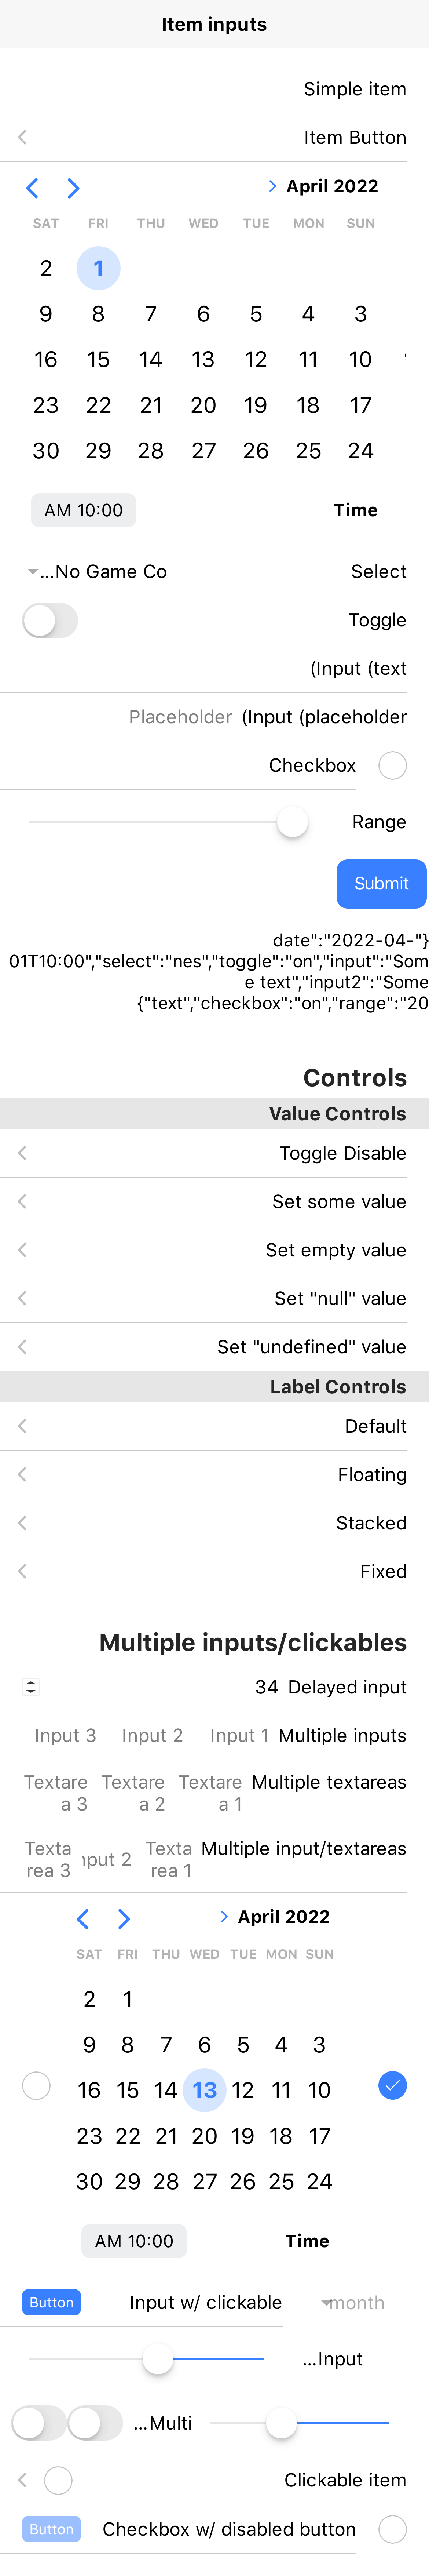 Item inputs
Simple item
Item Button
April 2022
SAT FRI THU WED TUE MON SUN
2 1
9 8 7 6 5 4 3
16 15 14 13 12 11 10
23 22 21 20 19 18 17
30 29 28 27 26 25 24
AM 10:00 Time
...No Game Co Select
Toggle
(Input (text
Placeholder (Input (placeholder
Checkbox
Range
Submit
date":"2022-04-"}
01T10:00","select":"nes","toggle":"on","input":"Som
e text","input2":"Some
{"text","checkbox":"on","range":"20
Controls
Value Controls
Toggle Disable
Set some value
Set empty value
Set "null" value
Set "undefined" value
Label Controls
Default
Floating
Stacked
Fixed
Multiple inputs/clickables
34 Delayed input
Input 3 Input 2 Input 1 Multiple inputs
Textare Textare Textare Multiple textareas
a 3 a 2 a 1
Texta nput 2 Texta Multiple input/textareas
rea 3 rea 1
April 2022
SAT FRI THU WED TUE MON SUN
2 1
9 8 7 6 5 4 3
16 15 14 13 12 11 10
23 22 21 20 19 18 17
30 29 28 27 26 25 24
AM 10:00 Time
Button Input w/ clickable month
...Input
...Multi
Clickable item
Button Checkbox w/ disabled button